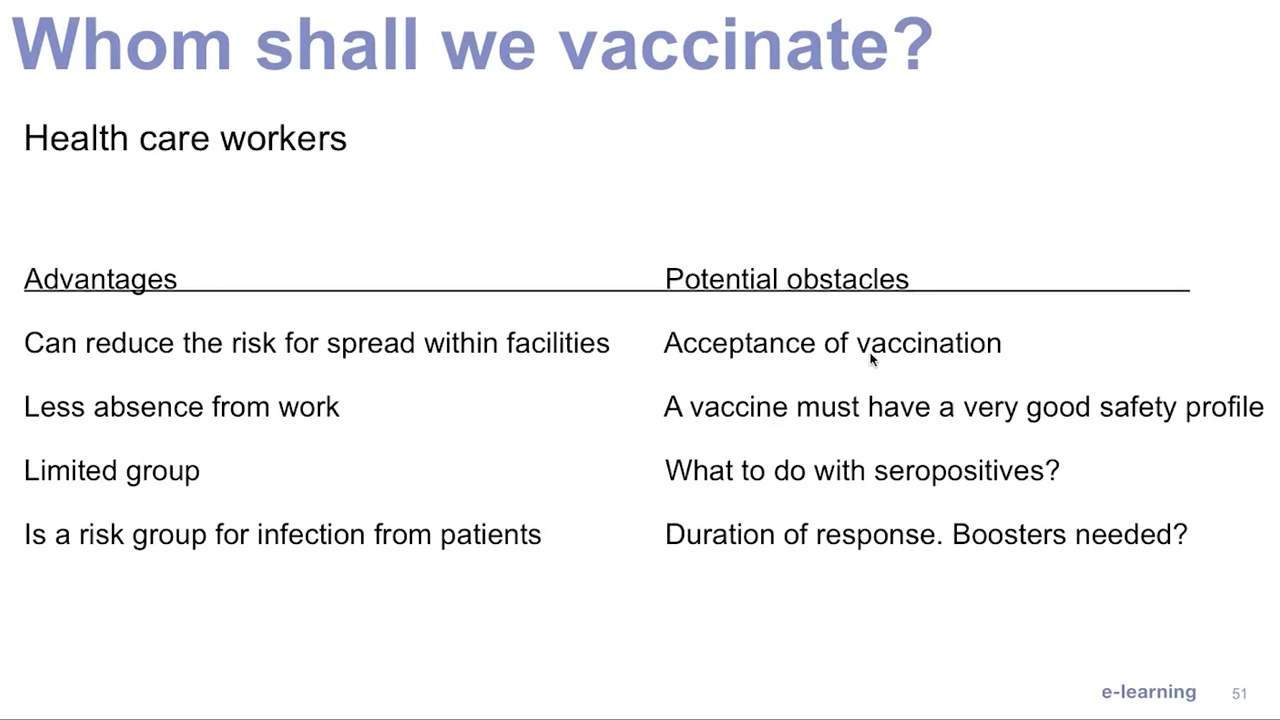 Whom shall we vaccinate?
Health care workers
Advantages Potential obstacles
Can reduce the risk for spread within facilities Acceptance of vaccination
Less absence from work A vaccine must have a very good safety profile
Limited group What to do with seropositives?
Is a risk group for infection from patients Duration of response. Boosters needed?
e-learning 51